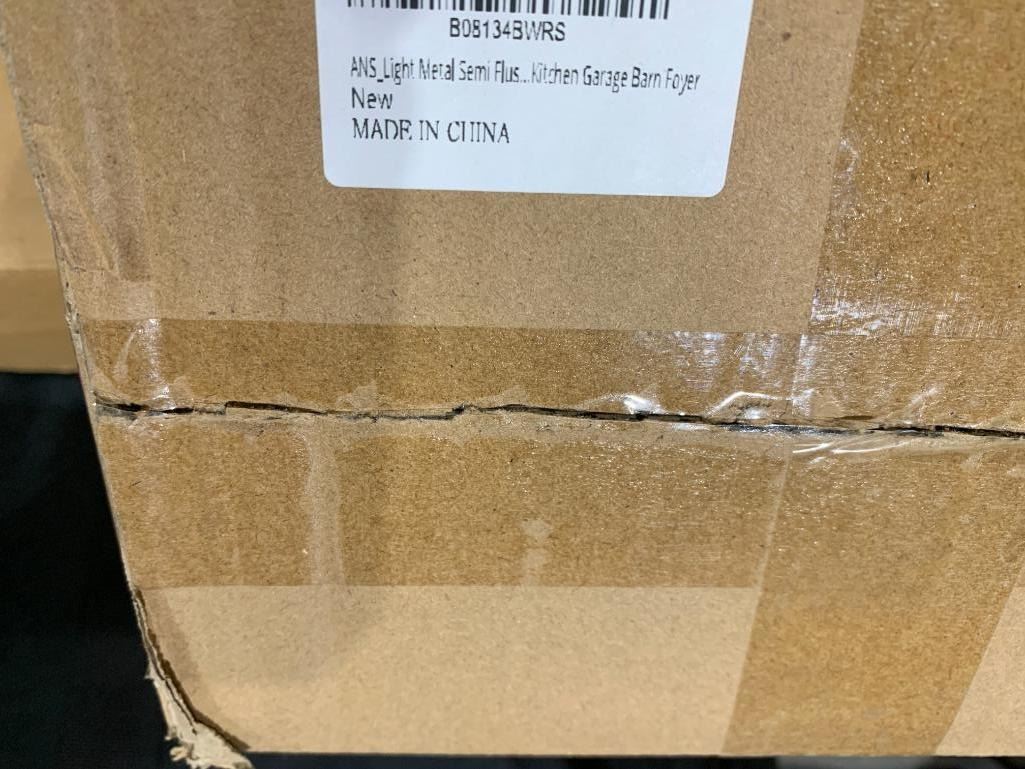 B08134BWRS
ANS_Light Metal Semi Flus...Kitchen Garage Barn Foyer
New
MADE IN CHINA